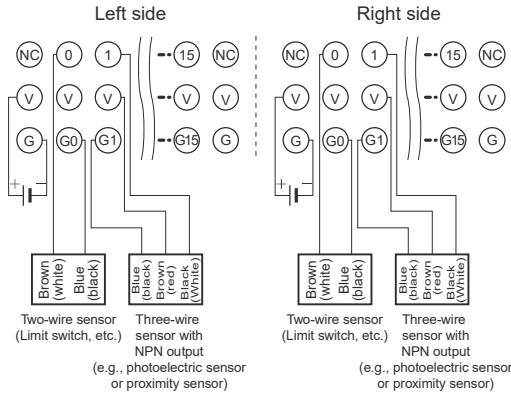 Left side
Right side
NC 0 1 15 NC
NC 0 1 15 NC
V V V V V
V V V V V
G G0 G1 G15 G
G G0 G1 G15 G
+ −
+ −
Brown
(white)
Blue
(black)
Blue
(black)
Brown
(red)
Black
(White)
Brown
(white)
Blue
(black)
Blue
(black)
Brown
(red)
Black
(White)
Two-wire sensor
(Limit switch, etc.)
Three-wire
sensor with
NPN output
(e.g., photoelectric sensor
or proximity sensor)
Two-wire sensor
(Limit switch, etc.)
Three-wire
sensor with
NPN output
(e.g., photoelectric sensor
or proximity sensor)